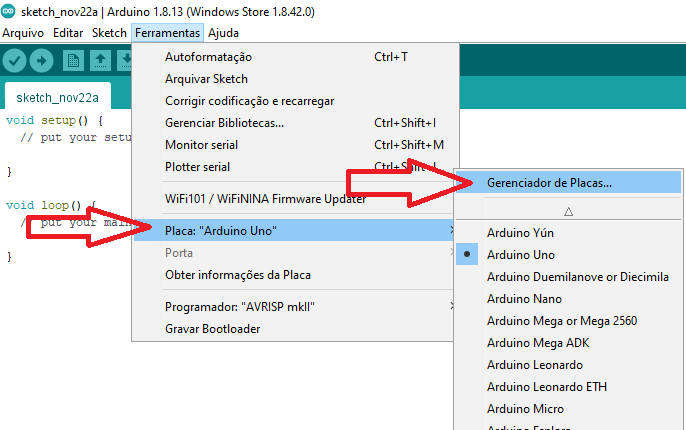 sketch_nov22a | Arduino 1.8.13 (Windows Store 1.8.42.0)
Arquivo Editar Sketch Ferramentas Ajuda
sketch_nov22a
void setup() {
// put your setu
}
void loop() {
// put your main
}
Autoformatação Ctrl+T
Arquivar Sketch
Corrigir codificação e recarregar
Gerenciar Bibliotecas... Ctrl+Shift+I
Monitor serial Ctrl+Shift+M
Plotter serial Ctrl+Shift+L
WiFi101 / WiFiNINA Firmware Updater
Placa: "Arduino Uno"
Porta
Obter informações da Placa
Programador: "AVRISP mkII"
Gravar Bootloader
Gerenciador de Placas...
Arduino Yún
Arduino Uno
Arduino Duemilanove or Diecimila
Arduino Nano
Arduino Mega or Mega 2560
Arduino Mega ADK
Arduino Leonardo
Arduino Leonardo ETH
Arduino Micro